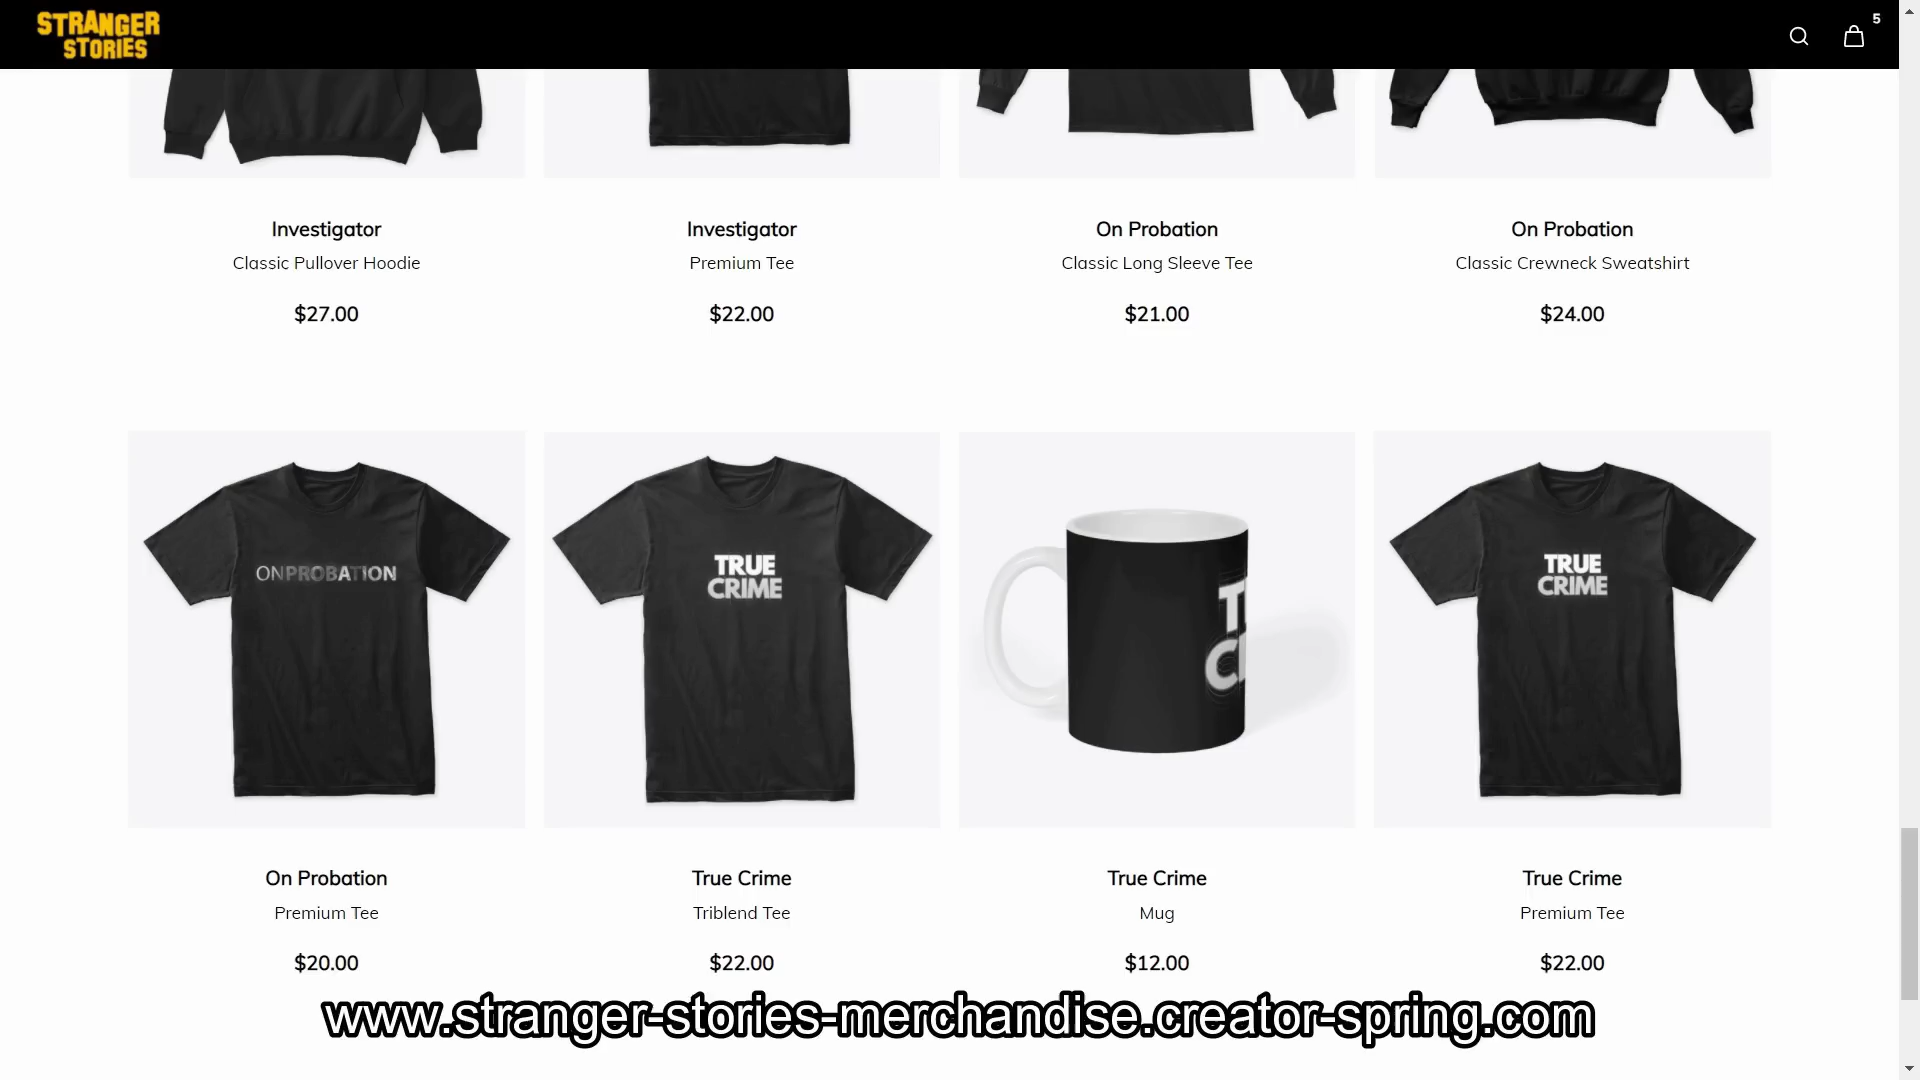 STRANGER
STORIES
5
Investigator
Classic Pullover Hoodie
$27.00
Investigator
Premium Tee
$22.00
On Probation
Classic Long Sleeve Tee
$21.00
On Probation
Classic Crewneck Sweatshirt
$24.00
ONPROBATION
On Probation
Premium Tee
$20.00
TRUE
CRIME
True Crime
Triblend Tee
$22.00
T
C
True Crime
Mug
$12.00
TRUE
CRIME
True Crime
Premium Tee
$22.00
www.stranger-stories-merchandise.creator-spring.com